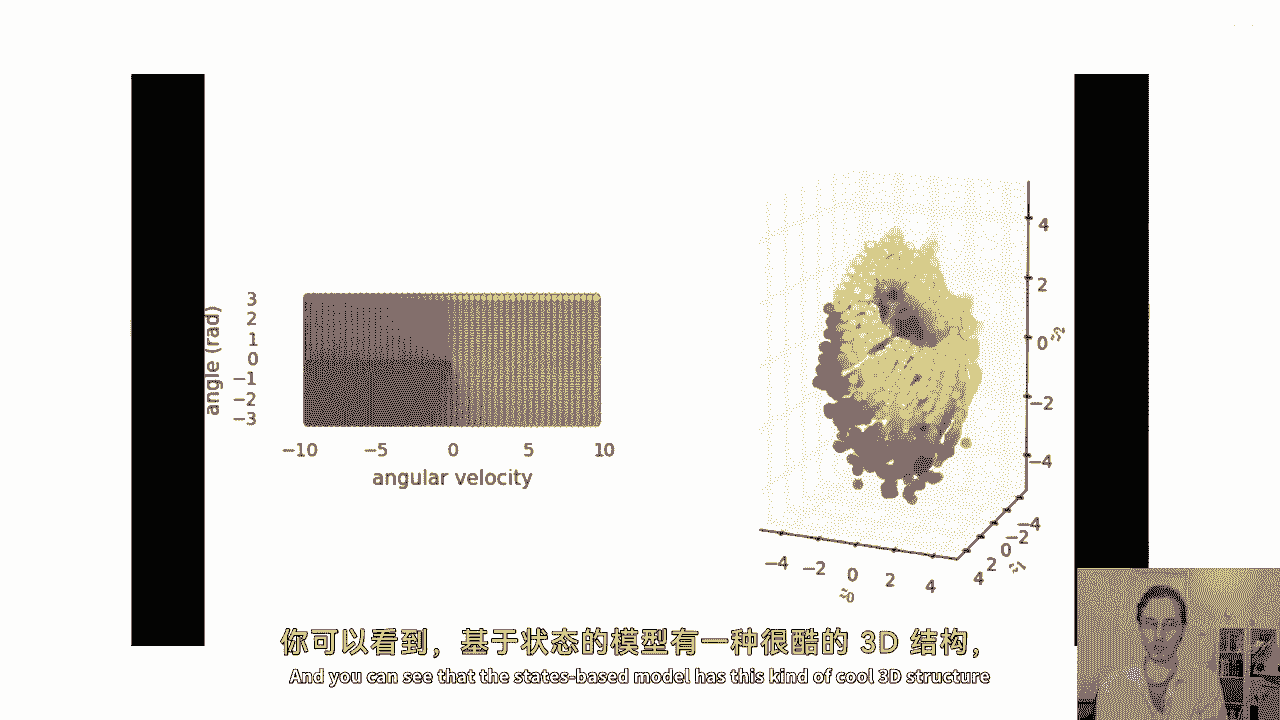 angle (rad)
3
2
1
0
−1
−2
−3
−10 −5 0 5 10
angular velocity
4
2
0
−2
−4
−4 −2 0 2 4
−4
−2
0
2
4
你可以看到，基于状态的模型有一种很酷的 3D 结构，
And you can see that the states-based model has this kind of cool 3D structure